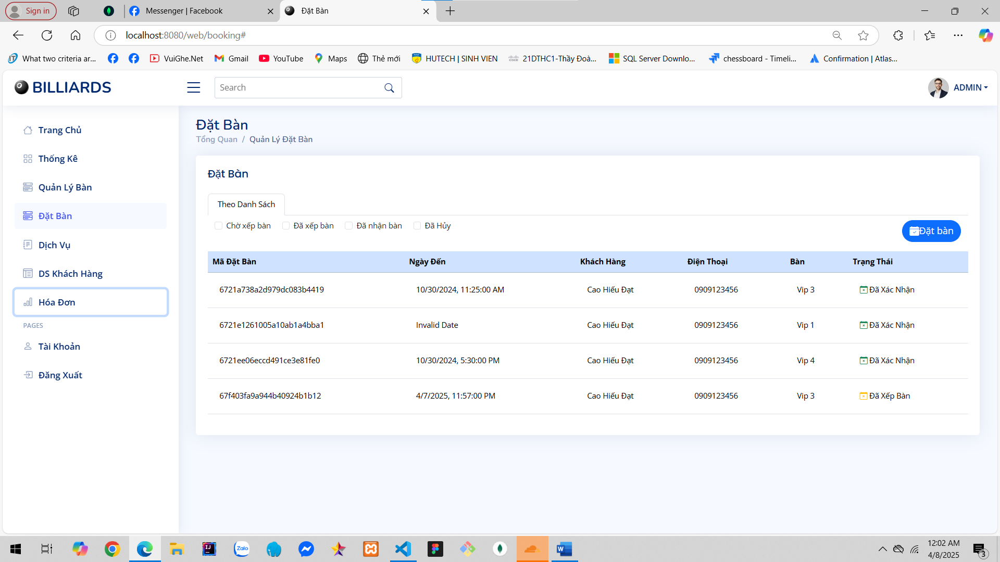 Sign in
Messenger | Facebook
Đặt Bàn
localhost:8080/web/booking#
What two criteria ar...
VuiGhe.Net
Gmail
YouTube
Maps
Thẻ mới
HUTECH | SINH VIEN
21DTHC1-Thầy Đoà...
SQL Server Downlo...
chessboard - Timeli...
Confirmation | Atlas...
BILLIARDS
Search
ADMIN
Trang Chủ
Thống Kê
Quản Lý Bàn
Đặt Bàn
Dịch Vụ
DS Khách Hàng
Hóa Đơn
PAGES
Tài Khoản
Đăng Xuất
Đặt Bàn
Tổng Quan / Quản Lý Đặt Bàn
Đặt Bàn
Theo Danh Sách
Chờ xếp bàn Đã xếp bàn Đã nhận bàn Đã Hủy
Đặt bàn
Mã Đặt Bàn Ngày Đến Khách Hàng Điện Thoại Bàn Trạng Thái
6721a738a2d979dc083b4419 10/30/2024, 11:25:00 AM Cao Hiếu Đạt 0909123456 Vip 3 Đã Xác Nhận
6721e1261005a10ab1a4bba1 Invalid Date Cao Hiếu Đạt 0909123456 Vip 1 Đã Xác Nhận
6721ee06eccd491ce3e81fe0 10/30/2024, 5:30:00 PM Cao Hiếu Đạt 0909123456 Vip 4 Đã Xác Nhận
67f403fa9a944b40924b1b12 4/7/2025, 11:57:00 PM Cao Hiếu Đạt 0909123456 Vip 3 Đã Xếp Bàn
Zalo
12:02 AM
4/8/2025
3